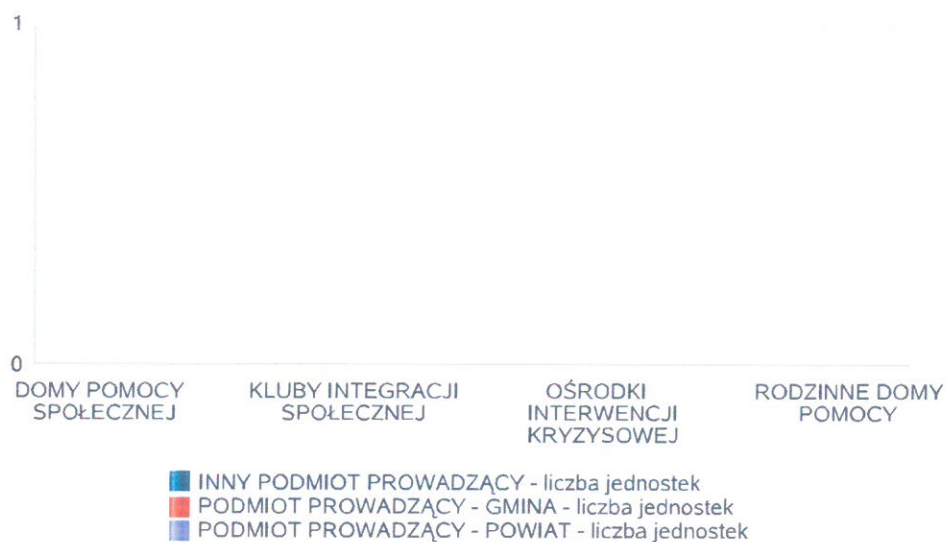 1
0
DOMY POMOCY
SPOŁECZNEJ
KLUBY INTEGRACJI
SPOŁECZNEJ
OŚRODKI
INTERWENCJI
KRYZYSOWEJ
RODZINNE DOMY
POMOCY
INNY PODMIOT PROWADZĄCY - liczba jednostek
PODMIOT PROWADZĄCY - GMINA - liczba jednostek
PODMIOT PROWADZĄCY - POWIAT - liczba jednostek